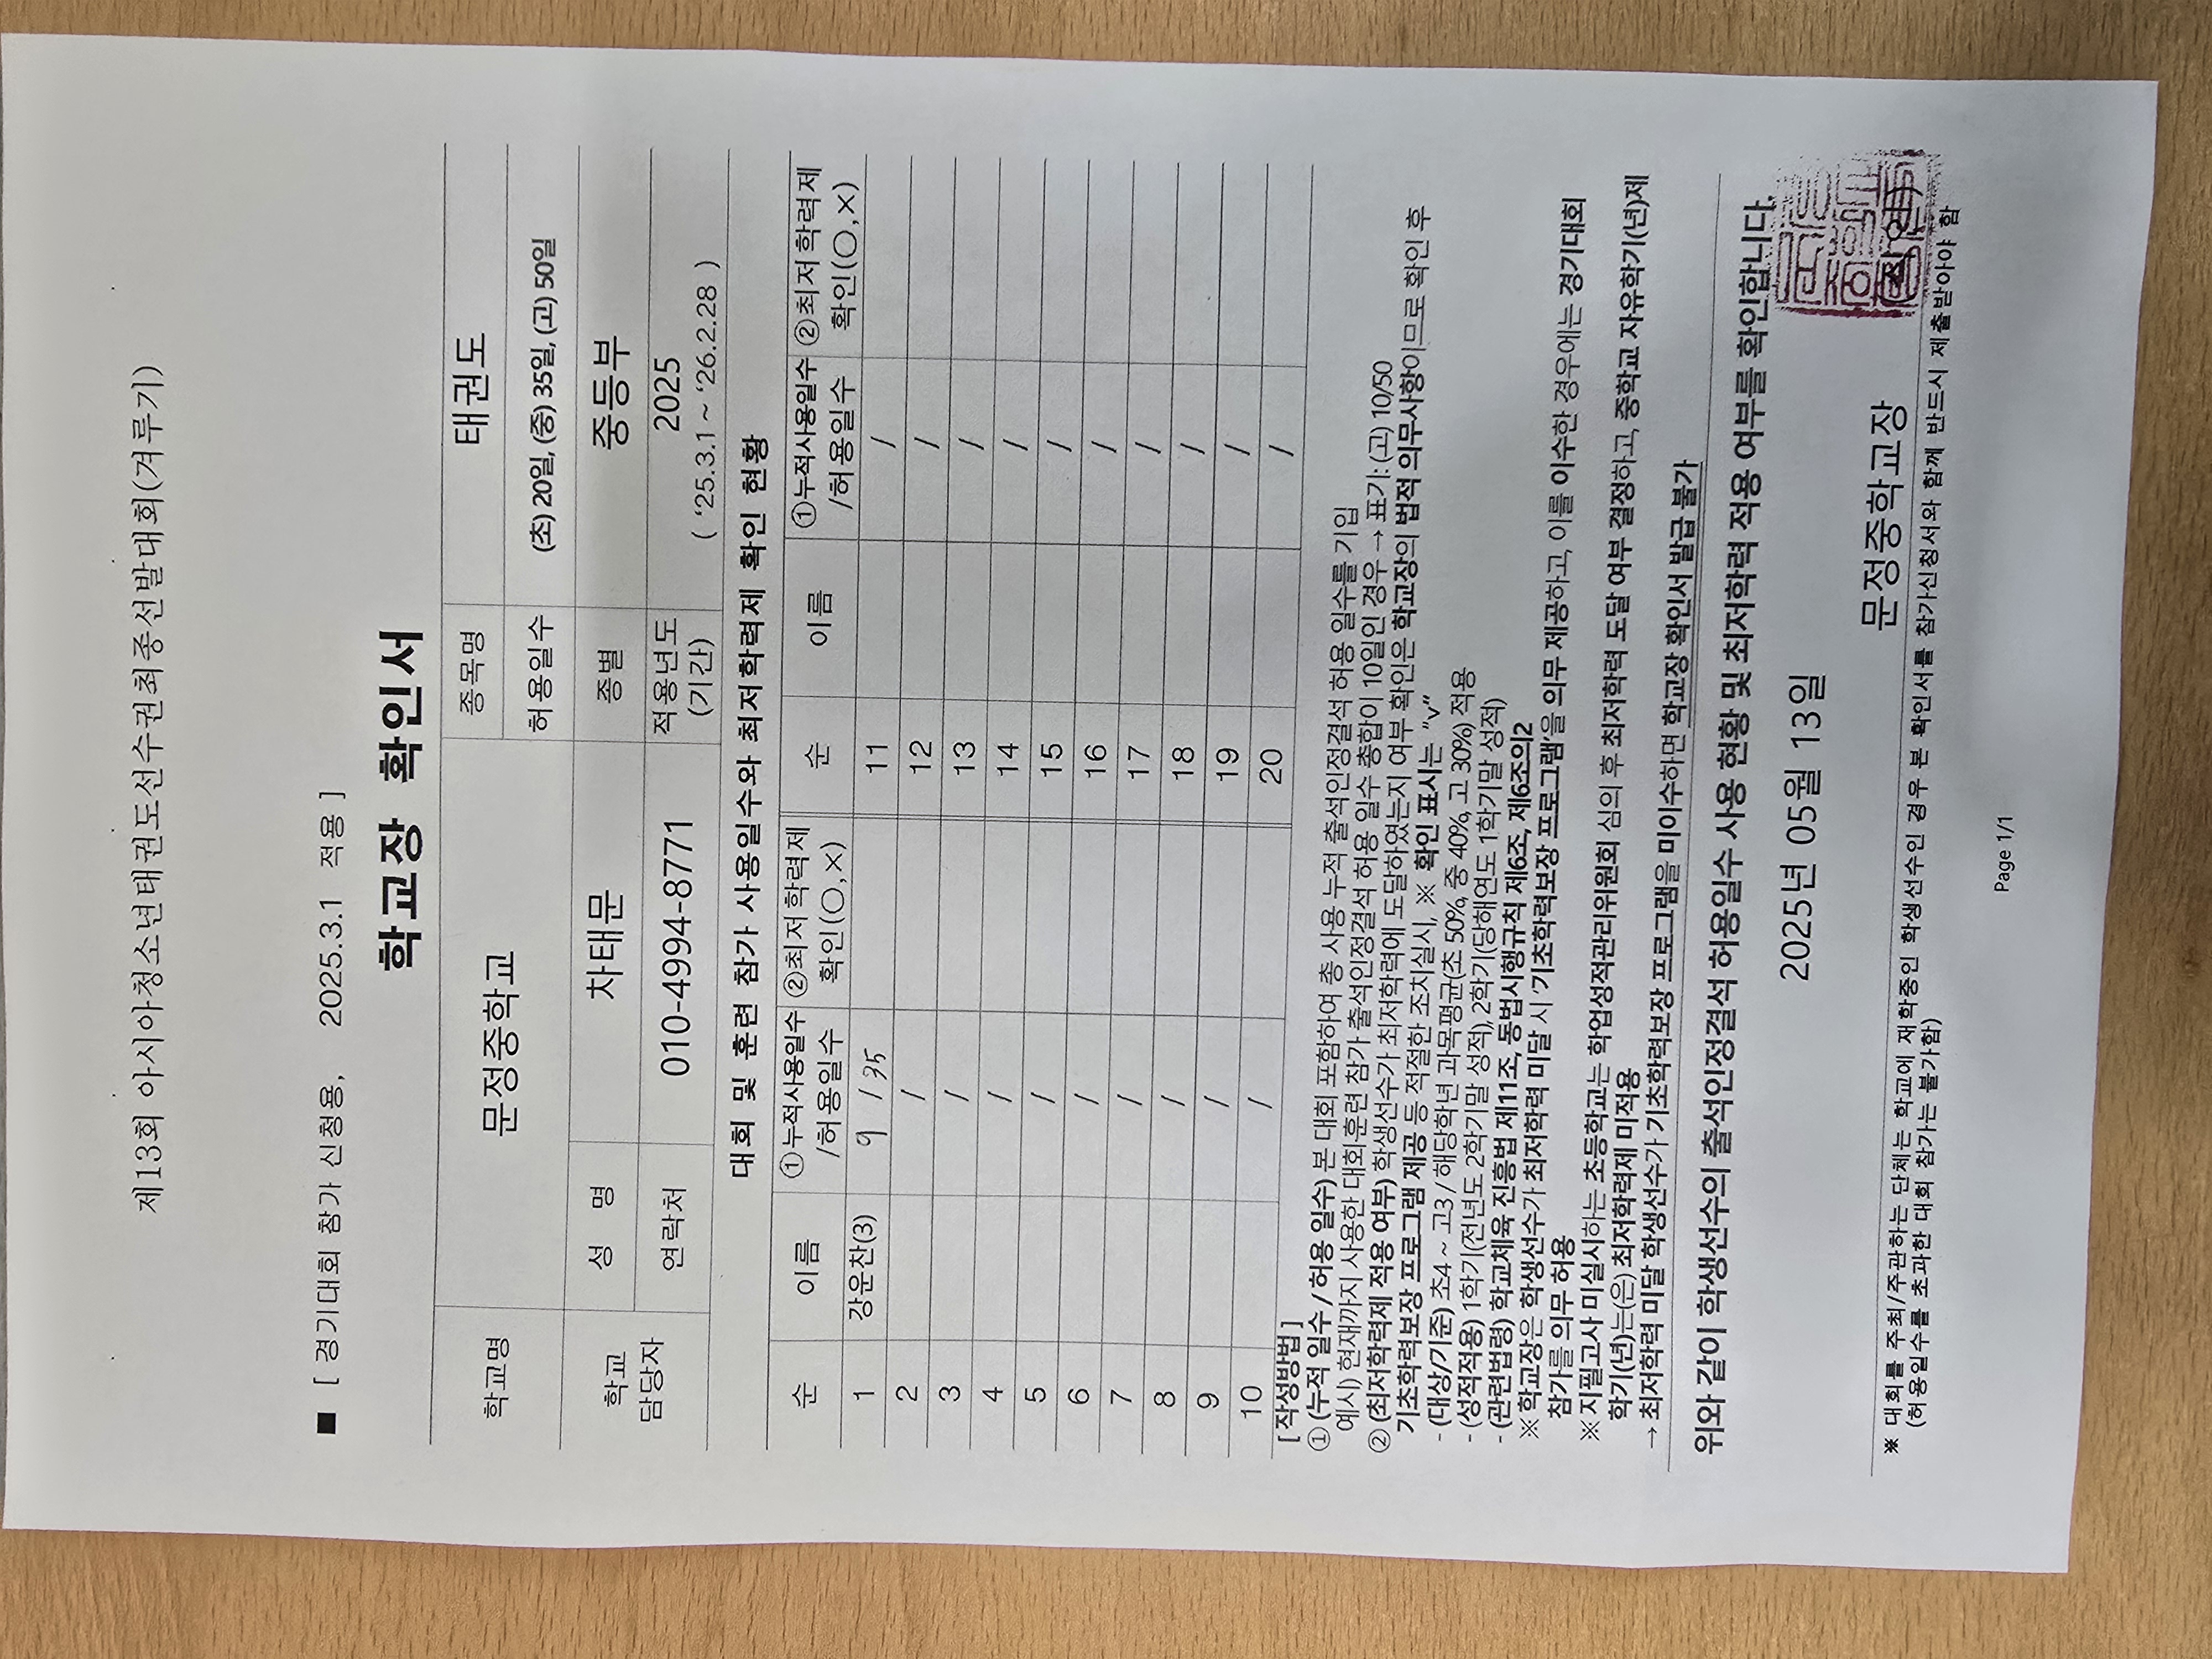 제13회 아시아청소년태권도선수권최종선발대회(겨루기)
■ [ 경기대회 참가 신청용, 2025.3.1 적용 ]
학교장 확인서
학교명 문정중학교 종목명 태권도
허용일수 (초) 20일, (중) 35일, (고) 50일
학교 담당자 성 명 차태문 종별 중등부
연락처 010-4994-8771 적용년도 (기간) 2025
( ‘25.3.1 ~ ‘26.2.28 )
대회 및 훈련 참가 사용일수와 최저학력제 확인 현황
순 이름 ①누적사용일수 /허용일수 ②최저학력제 확인(○,×) 순 이름 ①누적사용일수 /허용일수 ②최저학력제 확인(○,×)
1 강윤찬(3) 9 / 35 11 /
2 / 12 /
3 / 13 /
4 / 14 /
5 / 15 /
6 / 16 /
7 / 17 /
8 / 18 /
9 / 19 /
10 / 20 /
[ 작성방법 ]
① (누적 일수 / 허용 일수) 본 대회 포함하여 총 사용 누적 출석인정결석 허용 일수를 기입
예시) 현재까지 사용한 대회훈련 참가 출석인정결석 허용 일수 총합이 10일인 경우 → 표기: (고) 10/50
② (최저학력제 적용 여부) 학생선수가 최저학력에 도달하였는지 여부 확인은 학교장의 법적 의무사항이므로 확인 후
기초학력보장 프로그램 제공 등 적절한 조치실시, ※ 확인 표시는 “v”
- (대상/기준) 초4 ~ 고3 / 해당학년 과목평균(초 50%, 중 40%, 고 30%) 적용
- (성적적용) 1학기(전년도 2학기말 성적), 2학기(당해연도 1학기말 성적)
- (관련법령) 학교체육 진흥법 제11조, 동법시행규칙 제6조, 제6조의2
※ 학교장은 학생선수가 최저학력 미달 시 ‘기초학력보장 프로그램’을 의무 제공하고, 이를 이수한 경우에는 경기대회
참가를 의무 허용
※ 지필고사 미실시하는 초등학교는 학업성적관리위원회 심의 후 최저학력 도달 여부 결정하고, 중학교 자유학기(년)제
학기(년)는(은) 최저학력제 미적용
→ 최저학력 미달 학생선수가 기초학력보장 프로그램을 미이수하면 학교장 확인서 발급 불가
위와 같이 학생선수의 출석인정결석 허용일수 사용 현황 및 최저학력 적용 여부를 확인합니다.
2025년 05월 13일
문정중학교장 (직인)
※ 대회를 주최/주관하는 단체는 학교에 재학중인 학생선수인 경우 본 확인서를 참가신청서와 함께 반드시 제출받아야 함
(허용일수를 초과한 대회 참가는 불가함)
Page 1/1